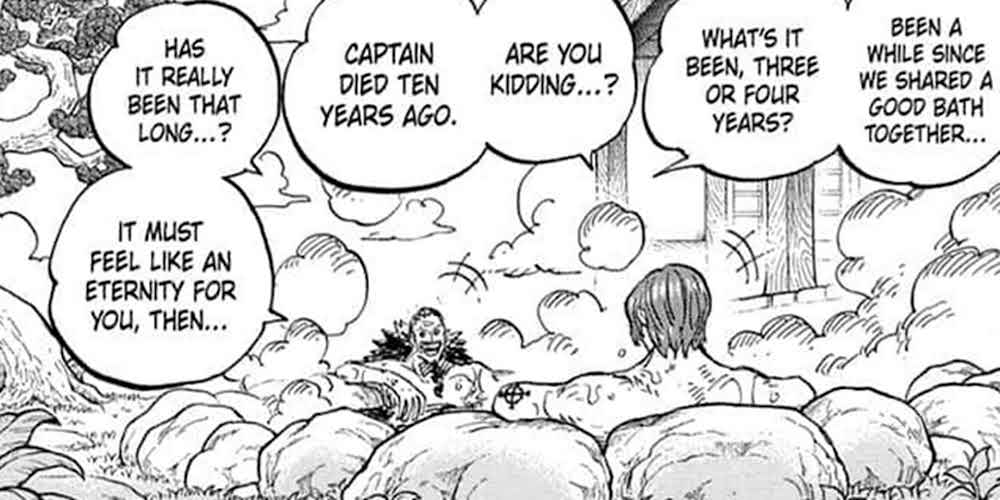 BEEN A
WHILE SINCE
WE SHARED A
GOOD BATH
TOGETHER...
WHAT'S IT
BEEN, THREE
OR FOUR
YEARS?
ARE YOU
KIDDING...?
CAPTAIN
DIED TEN
YEARS AGO.
HAS
IT REALLY
BEEN THAT
LONG...?
IT MUST
FEEL LIKE AN
ETERNITY FOR
YOU, THEN...